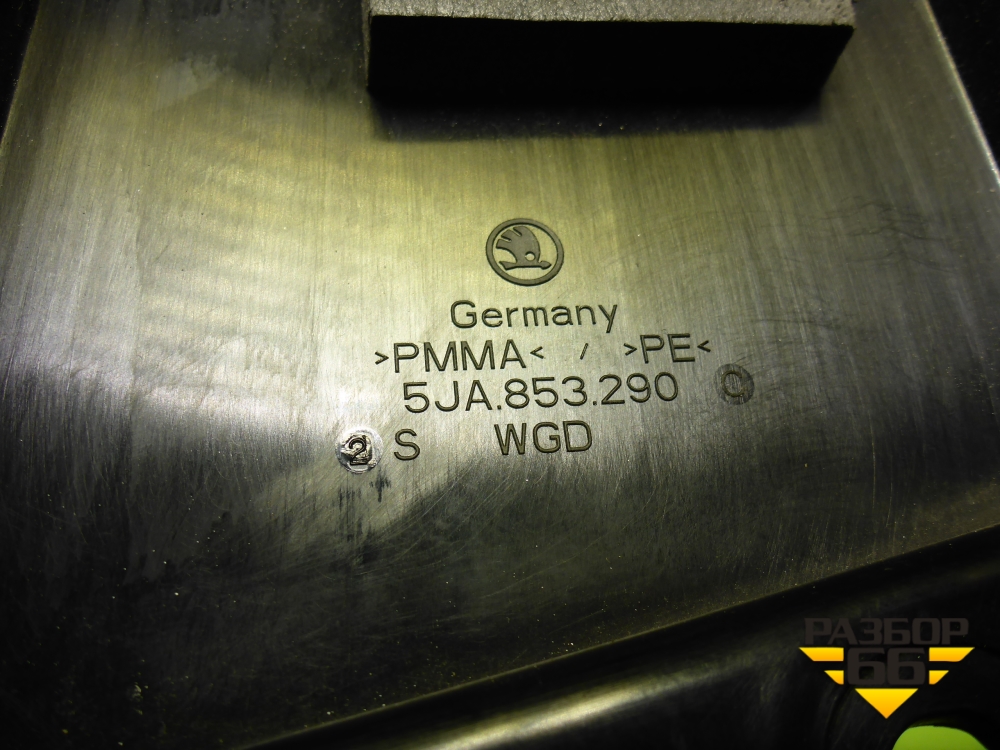 Germany
>PMMA< / >PE<
5JA.853.290 C
2 S WGD
РАЗБОР
66